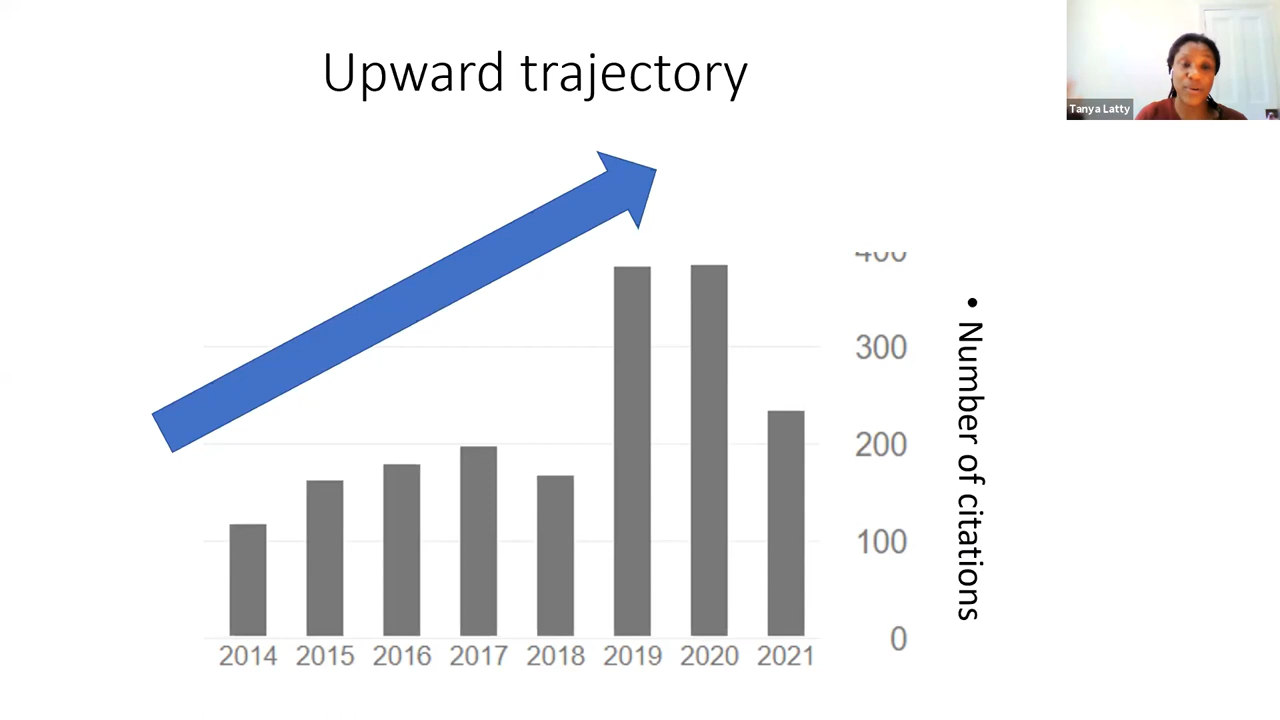 Upward trajectory
Tanya Latty
400
300
200
100
0
• Number of citations
2014 2015 2016 2017 2018 2019 2020 2021